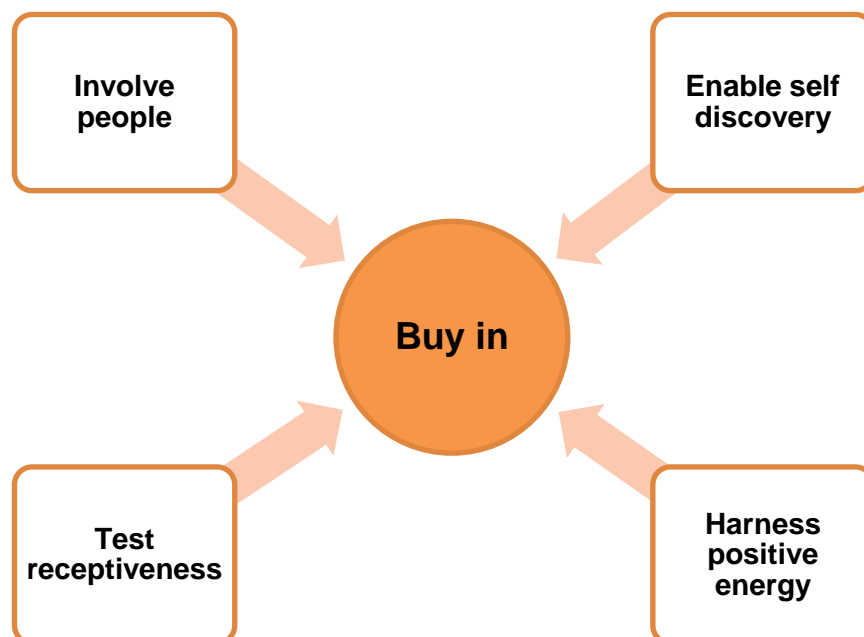 Involve
people
Enable self
discovery
Buy in
Test
receptiveness
Harness
positive
energy